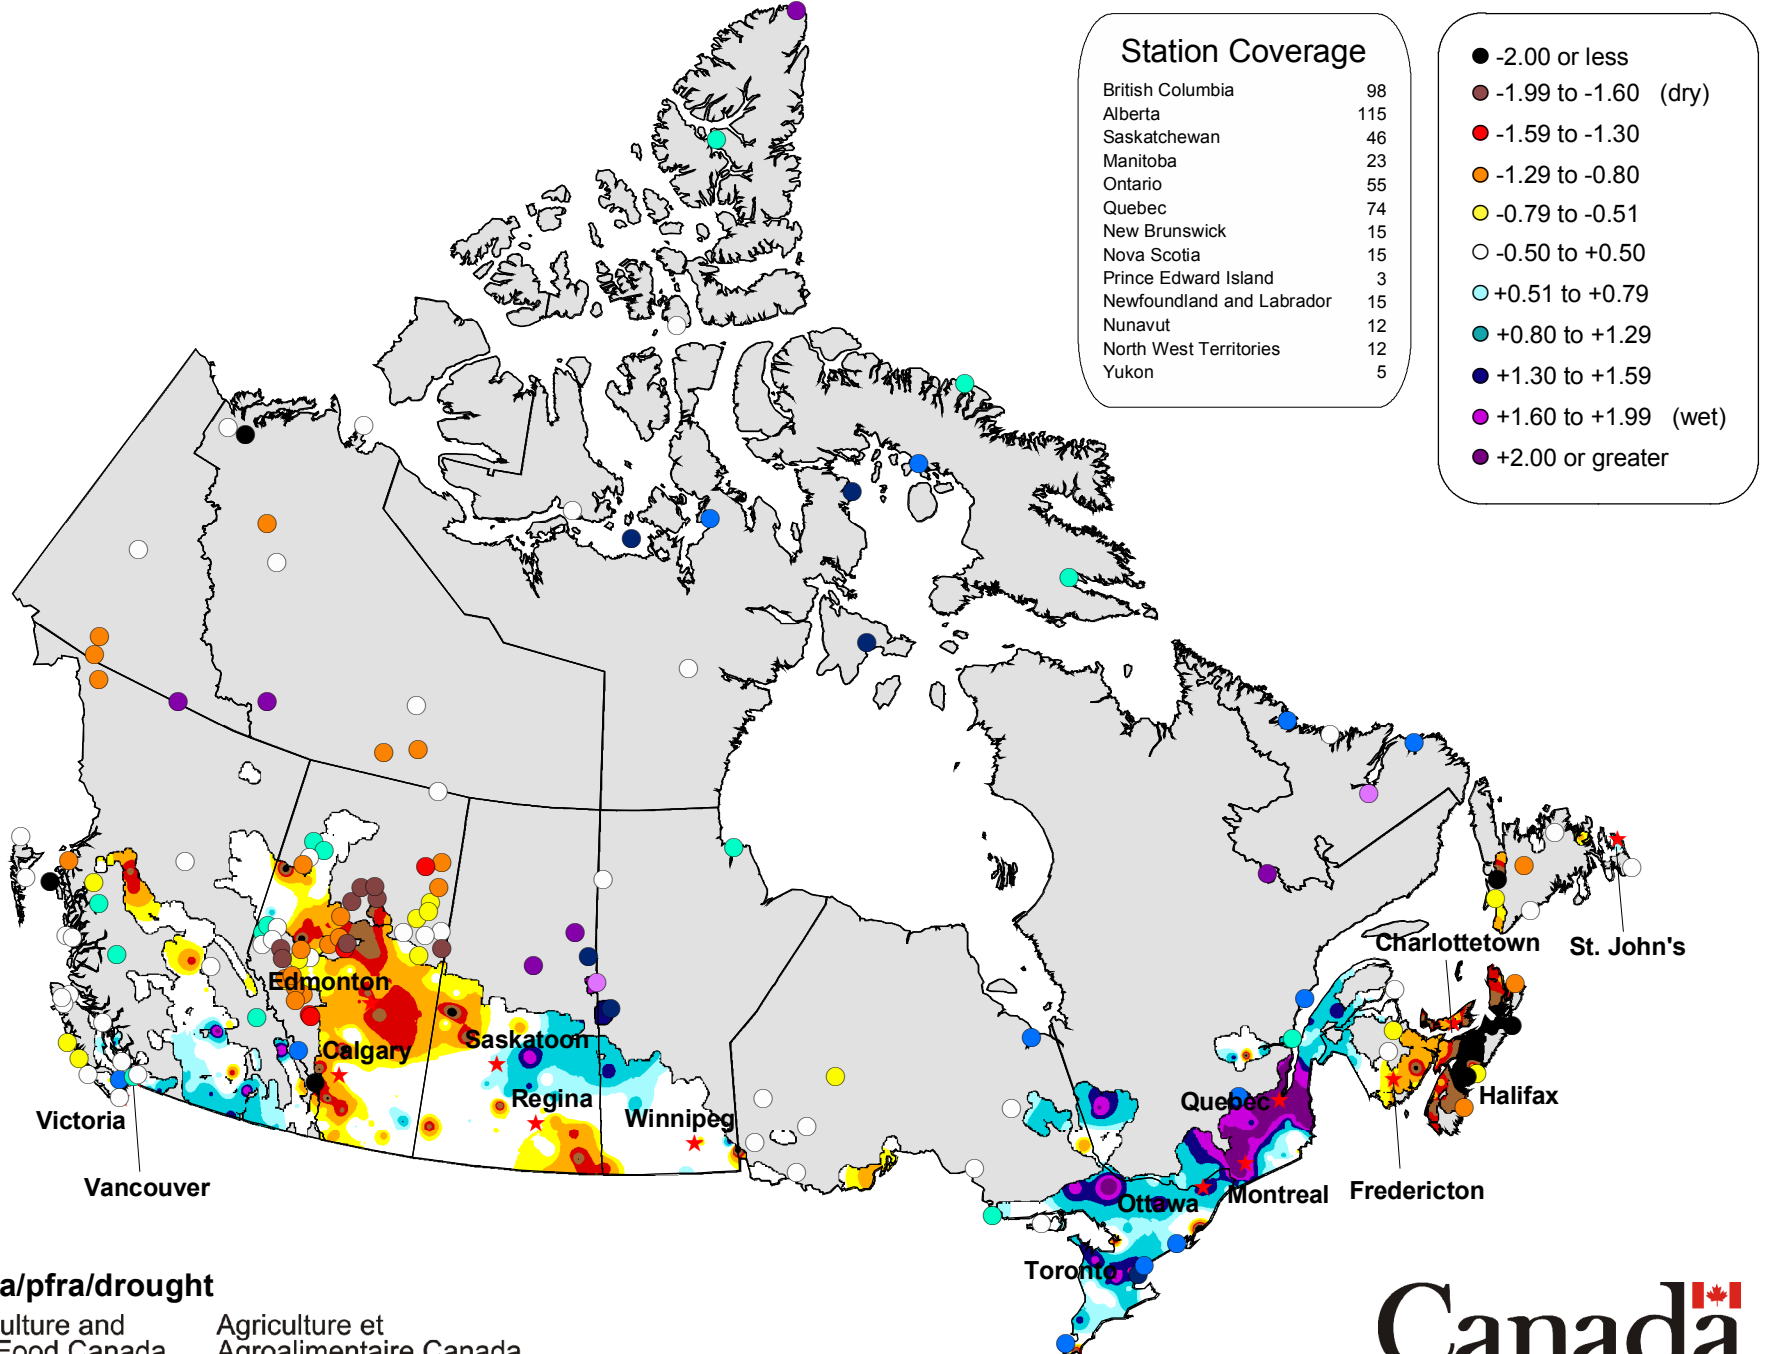 Station Coverage
British Columbia 98
Alberta 115
Saskatchewan 46
Manitoba 23
Ontario 55
Quebec 74
New Brunswick 15
Nova Scotia 15
Prince Edward Island 3
Newfoundland and Labrador 15
Nunavut 12
North West Territories 12
Yukon 5
-2.00 or less
-1.99 to -1.60 (dry)
-1.59 to -1.30
-1.29 to -0.80
-0.79 to -0.51
-0.50 to +0.50
+0.51 to +0.79
+0.80 to +1.29
+1.30 to +1.59
+1.60 to +1.99 (wet)
+2.00 or greater
Charlottetown
St. John's
Edmonton
Saskatoon
Calgary
Regina
Winnipeg
Victoria
Vancouver
Quebec
Halifax
Ottawa
Montreal
Fredericton
Toronto
a/pfra/drought
ulture and
Food Canada
Agriculture et
Agroalimentaire Canada
Canada